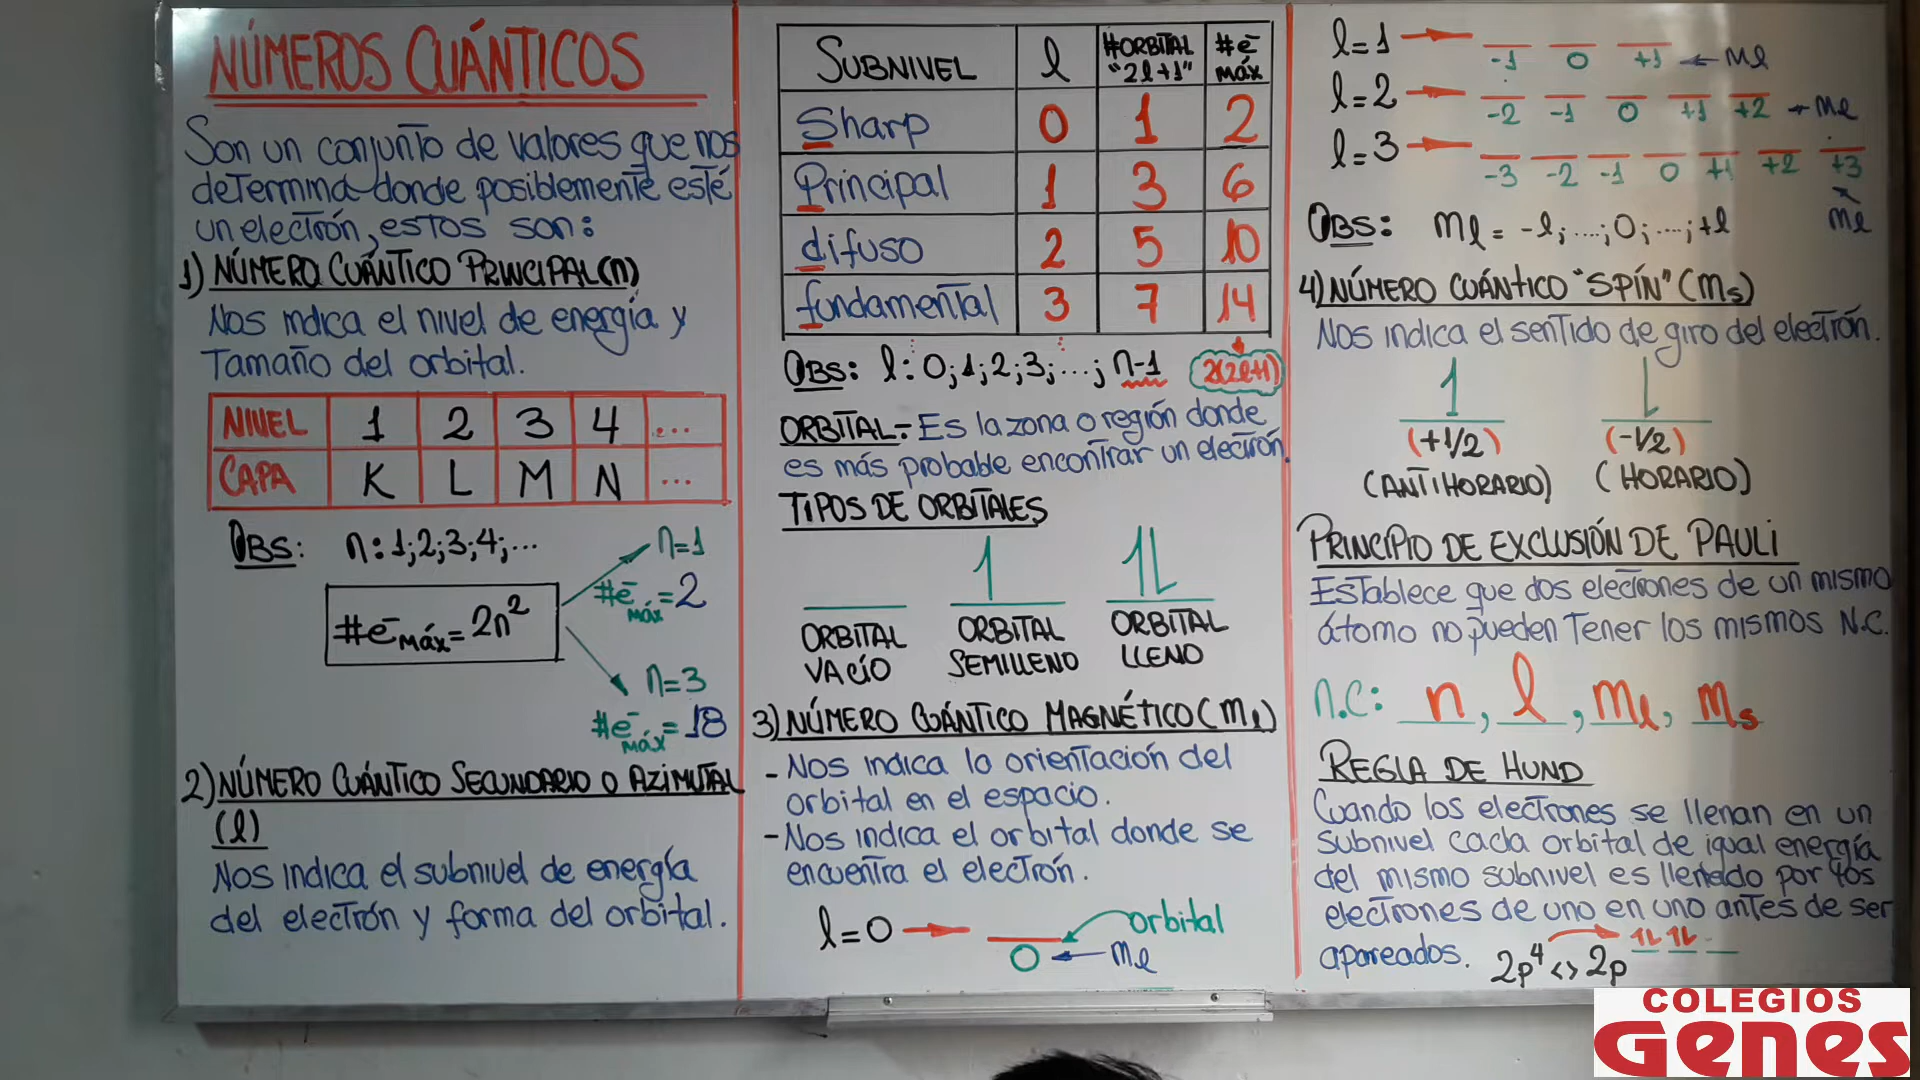 NÚMEROS CUÁNTICOS
Son un conjunto de valores que nos
determina donde posiblemente esté
un electrón, estos son:
1) NÚMERO CUÁNTICO PRINCIPAL (n)
Nos indica el nivel de energía y
Tamaño del orbital.
NIVEL 1 2 3 4 ...
CAPA K L M N ...
OBS: n: 1; 2; 3; 4; ...
n=1
#e⁻máx = 2
#e⁻máx = 2n²
n=3
#e⁻máx = 18
2) NÚMERO CUÁNTICO SECUNDARIO O AZIMUTAL
(l)
Nos indica el subnivel de energía
del electrón y forma del orbital.
SUBNIVEL l #ORBITAL "2l+1" #e⁻ máx
Sharp 0 1 2
Principal 1 3 6
difuso 2 5 10
fundamental 3 7 14
OBS: l: 0; 1; 2; 3; ...; n-1 2(2l+1)
ORBITAL.- Es la zona o región donde
es más probable encontrar un electrón.
TIPOS DE ORBITALES
ORBITAL VACÍO
ORBITAL SEMILLENO
ORBITAL LLENO
3) NÚMERO CUÁNTICO MAGNÉTICO (ml)
- Nos indica la orientación del
orbital en el espacio.
- Nos indica el orbital donde se
encuentra el electrón.
l=0 → orbital
0 ← ml
l=1 → -1 0 +1 ← ml
l=2 → -2 -1 0 +1 +2 ← ml
l=3 → -3 -2 -1 0 +1 +2 +3
ml
OBS: ml = -l; ....; 0; ....; +l
4) NÚMERO CUÁNTICO "SPÍN" (ms)
Nos indica el sentido de giro del electrón.
(+1/2) (-1/2)
(ANTIHORARIO) (HORARIO)
PRINCIPIO DE EXCLUSIÓN DE PAULI
Establece que dos electrones de un mismo
átomo no pueden Tener los mismos N.C.
n.c: n, l, ml, ms
REGLA DE HUND
Cuando los electrones se llenan en un
subnivel cada orbital de igual energía
del mismo subnivel es llenado por los
electrones de uno en uno antes de ser
apareados. 2p⁴ <> 2p
COLEGIOS
Genes